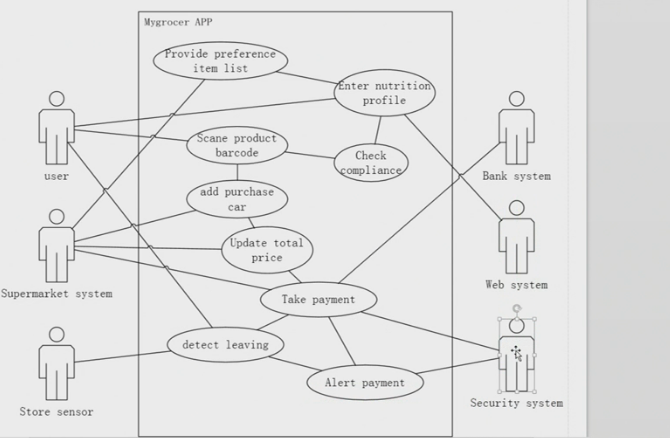 Mygrocer APP
Provide preference
item list
Enter nutrition
profile
Scane product
barcode
Check
compliance
user
Bank system
add purchase
car
Update total
price
Supermarket system
Web system
Take payment
detect leaving
Alert payment
Store sensor
Security system